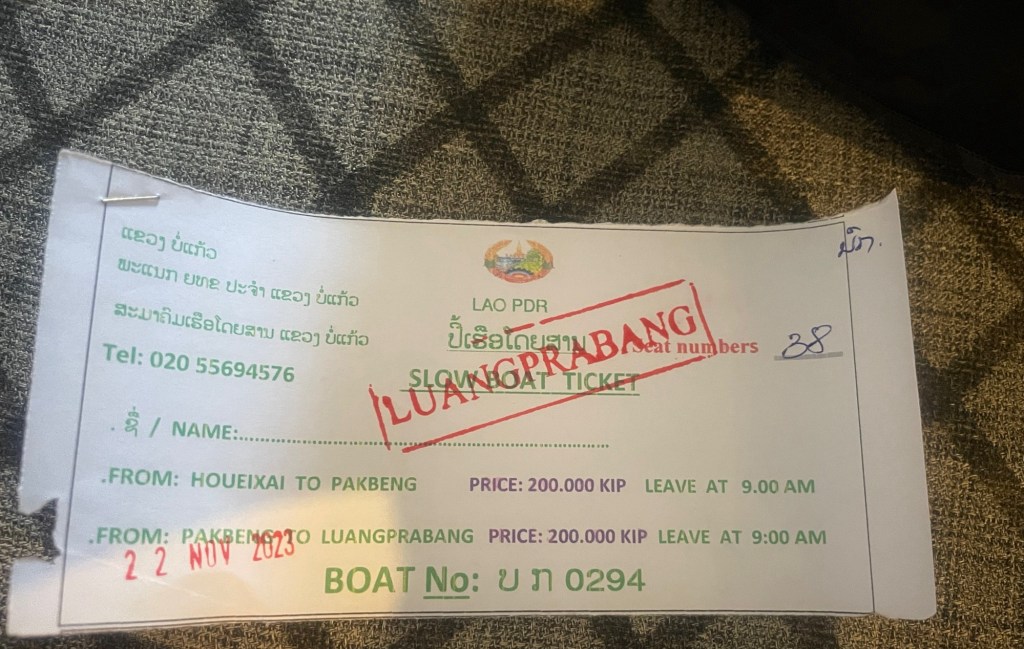 ແຂວງ ບໍ່ແກ້ວ
ພະແນກ ຍທຂ ປະຈຳ ແຂວງ ບໍ່ແກ້ວ
ສະມາຄົມເຮືອໂດຍສານ ແຂວງ ບໍ່ແກ້ວ
Tel: 020 55694576
LAO PDR
ປີ້ເຮືອໂດຍສານ
SLOW BOAT TICKET
LUANGPRABANG
Seat numbers 38
. ຊື່ / NAME:
.FROM: HOUEIXAI TO PAKBENG PRICE: 200.000 KIP LEAVE AT 9.00 AM
.FROM: PAKBENG TO LUANGPRABANG PRICE: 200.000 KIP LEAVE AT 9:00 AM
22 NOV 2023
BOAT No: ບ ກ 0294